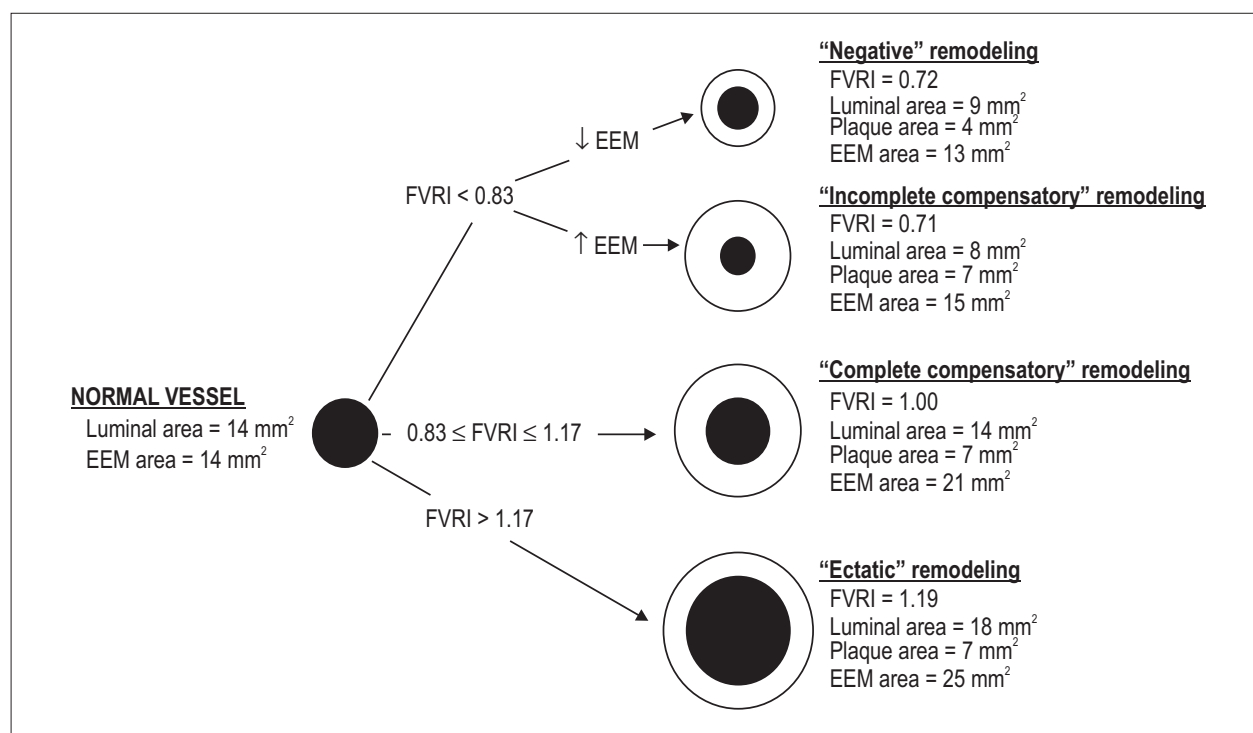 “Negative” remodeling
FVRI = 0.72
Luminal area = 9 mm²
Plaque area = 4 mm²
EEM area = 13 mm²
↓ EEM
FVRI < 0.83
↑ EEM
“Incomplete compensatory” remodeling
FVRI = 0.71
Luminal area = 8 mm²
Plaque area = 7 mm²
EEM area = 15 mm²
NORMAL VESSEL
Luminal area = 14 mm²
EEM area = 14 mm²
0.83 ≤ FVRI ≤ 1.17
“Complete compensatory” remodeling
FVRI = 1.00
Luminal area = 14 mm²
Plaque area = 7 mm²
EEM area = 21 mm²
FVRI > 1.17
“Ectatic” remodeling
FVRI = 1.19
Luminal area = 18 mm²
Plaque area = 7 mm²
EEM area = 25 mm²